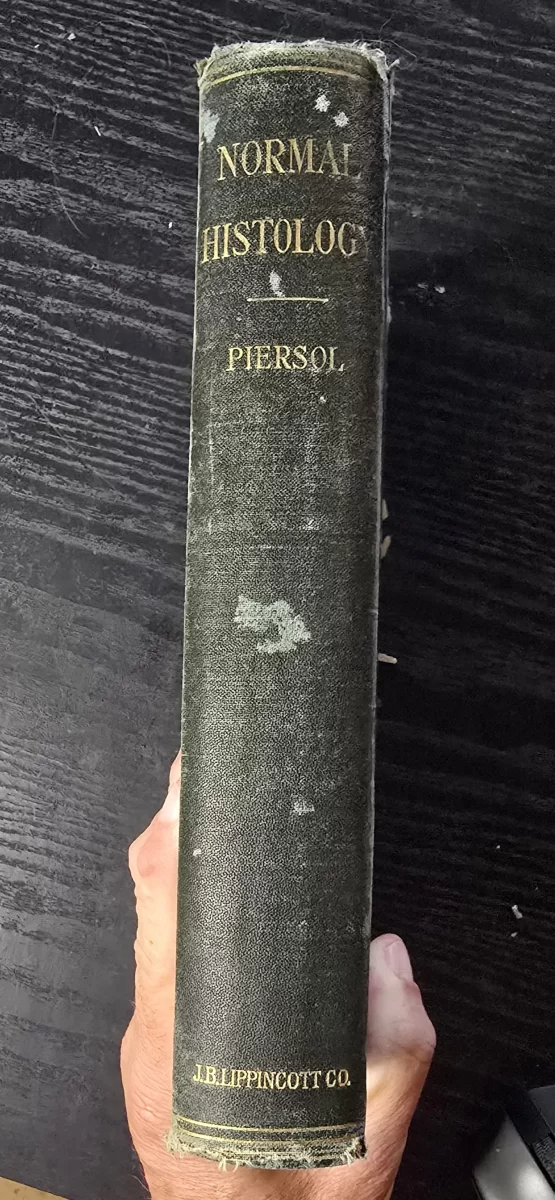 NORMAL
HISTOLOGY
PIERSOL
J.B.LIPPINCOTT CO.